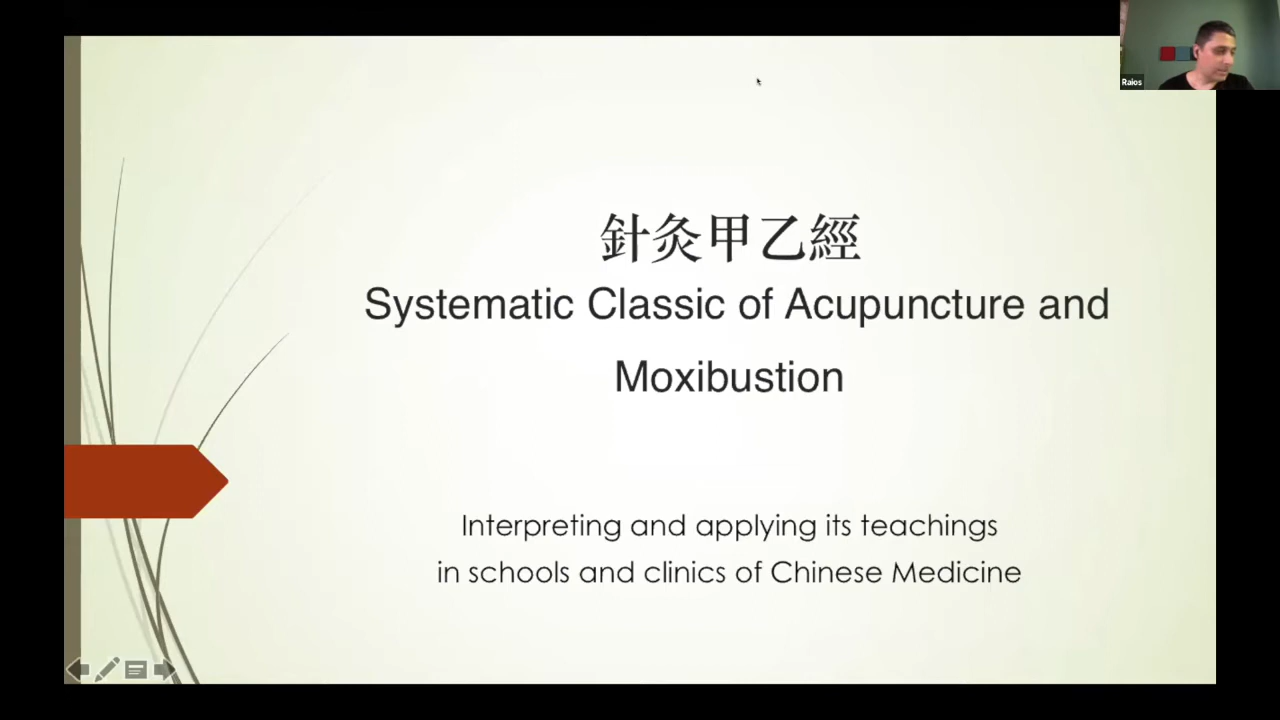 Raios
針灸甲乙經
Systematic Classic of Acupuncture and
Moxibustion
Interpreting and applying its teachings
in schools and clinics of Chinese Medicine